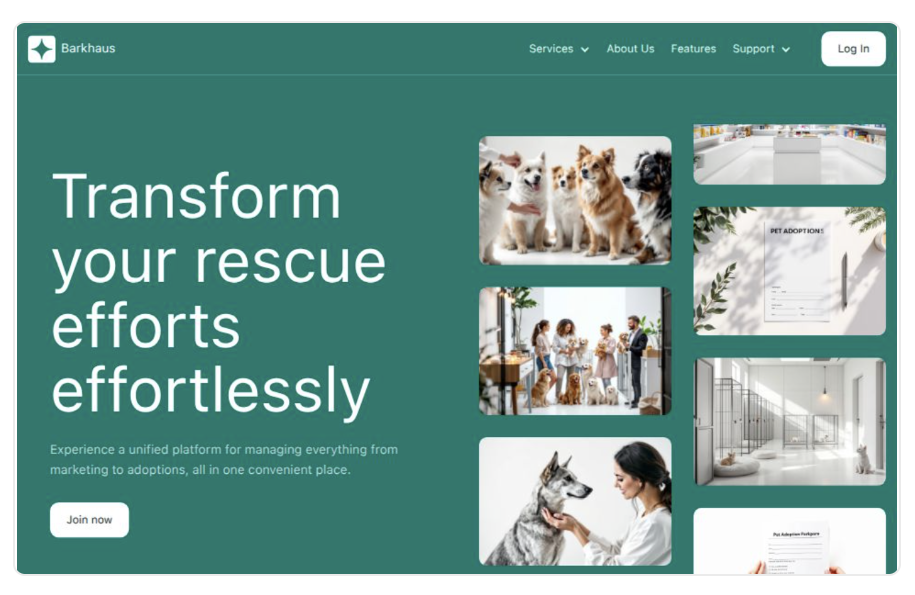 Barkhaus
Services
About Us
Features
Support
Log In
Transform
your rescue
efforts
effortlessly
Experience a unified platform for managing everything from
marketing to adoptions, all in one convenient place.
Join now
PET ADOPTIONS
Pet Adoption